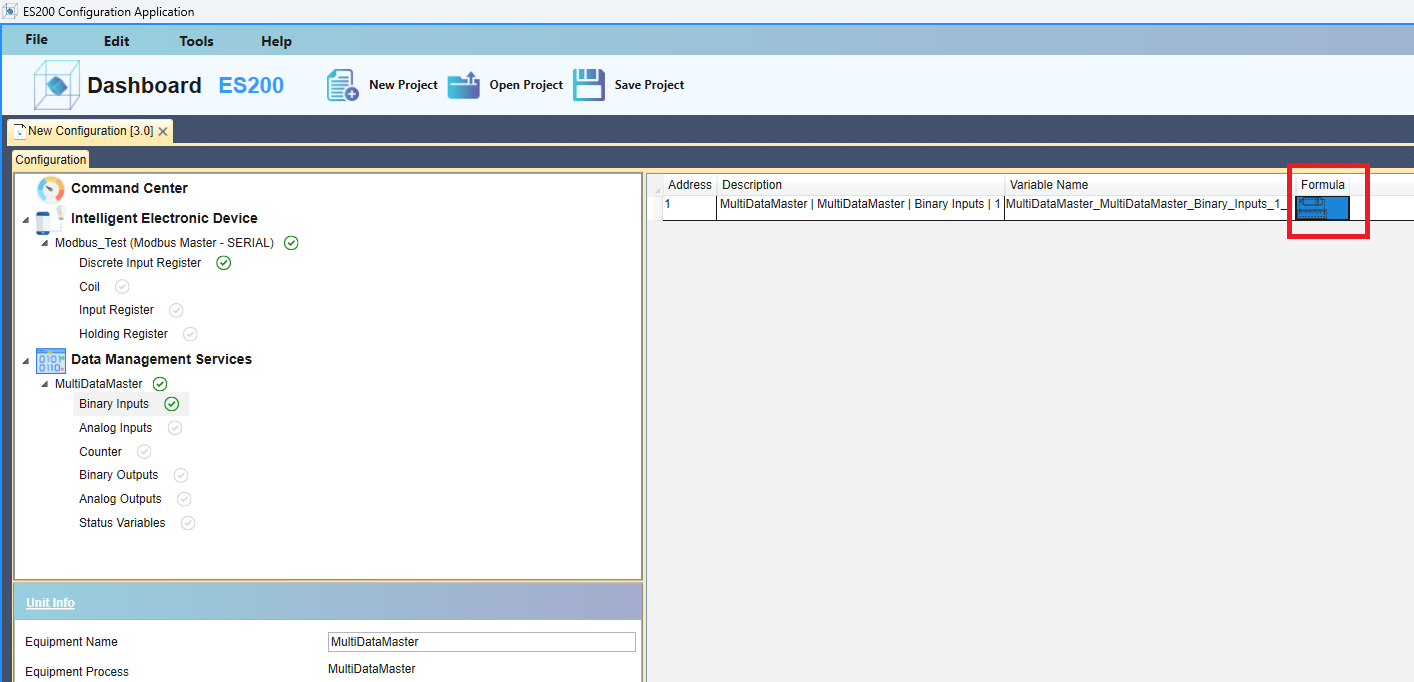 ES200 Configuration Application
File Edit Tools Help
Dashboard ES200 New Project Open Project Save Project
New Configuration [3.0]
Configuration
Command Center
Intelligent Electronic Device
Modbus_Test (Modbus Master - SERIAL)
Discrete Input Register
Coil
Input Register
Holding Register
Data Management Services
MultiDataMaster
Binary Inputs
Analog Inputs
Counter
Binary Outputs
Analog Outputs
Status Variables
Unit Info
Equipment Name MultiDataMaster
Equipment Process MultiDataMaster
Address Description Variable Name Formula
1 MultiDataMaster | MultiDataMaster | Binary Inputs | 1 MultiDataMaster_MultiDataMaster_Binary_Inputs_1_